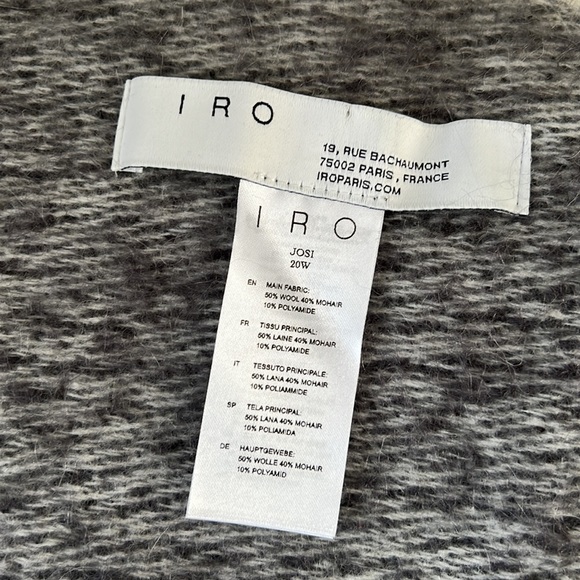 IRO
19, RUE BACHAUMONT
75002 PARIS, FRANCE
IROPARIS.COM
IRO
JOSI
20W
EN MAIN FABRIC:
50% WOOL 40% MOHAIR
10% POLYAMIDE
FR TISSU PRINCIPAL:
50% LAINE 40% MOHAIR
10% POLYAMIDE
IT TESSUTO PRINCIPALE:
50% LANA 40% MOHAIR
10% POLIAMMIDE
SP TELA PRINCIPAL:
50% LANA 40% MOHAIR
10% POLIAMIDA
DE HAUPTGEWEBE:
50% WOLLE 40% MOHAIR
10% POLYAMID